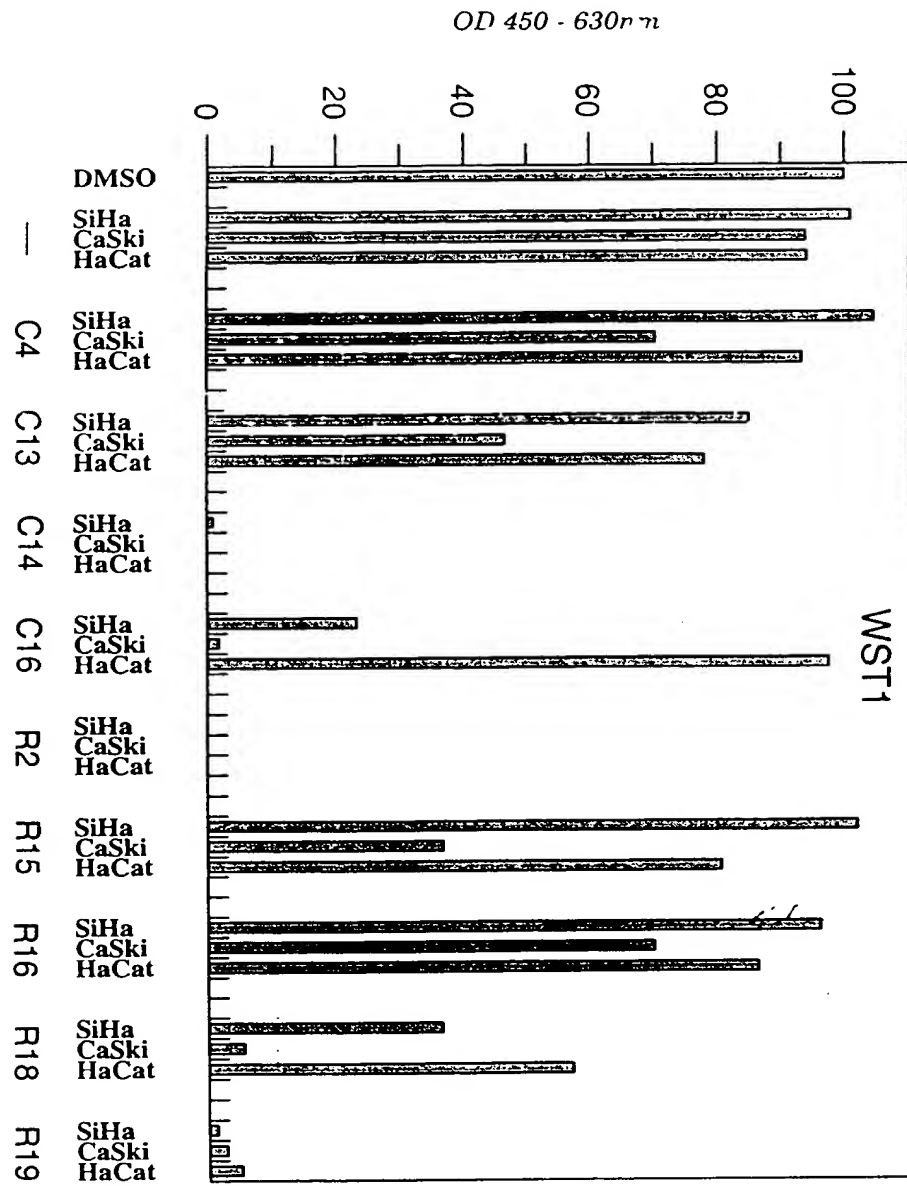 OD 450 - 630nm
0 20 40 60 80 100
WST1
DMSO
—
SiHa
CaSki
HaCat
C4
SiHa
CaSki
HaCat
C13
SiHa
CaSki
HaCat
C14
SiHa
CaSki
HaCat
C16
SiHa
CaSki
HaCat
R2
SiHa
CaSki
HaCat
R15
SiHa
CaSki
HaCat
R16
SiHa
CaSki
HaCat
R18
SiHa
CaSki
HaCat
R19
SiHa
CaSki
HaCat